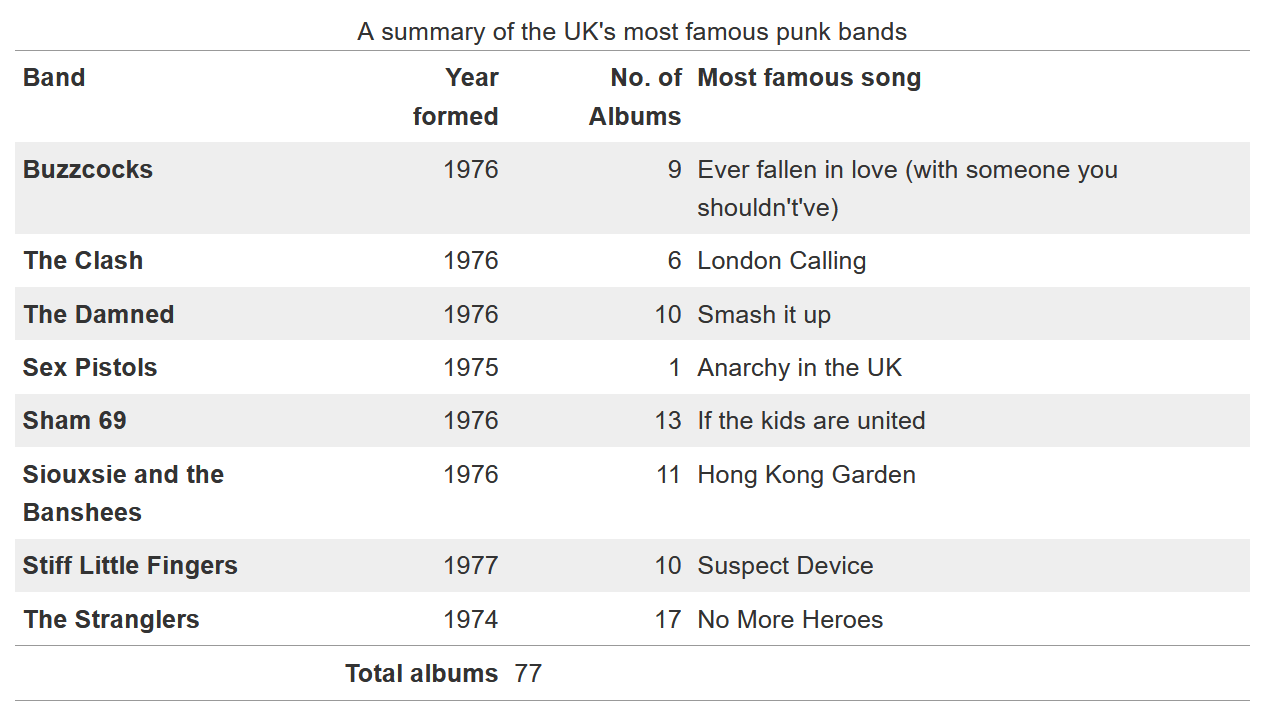 A summary of the UK's most famous punk bands
Band Year formed No. of Albums Most famous song
Buzzcocks 1976 9 Ever fallen in love (with someone you
shouldn't've)
The Clash 1976 6 London Calling
The Damned 1976 10 Smash it up
Sex Pistols 1975 1 Anarchy in the UK
Sham 69 1976 13 If the kids are united
Siouxsie and the Banshees 1976 11 Hong Kong Garden
Stiff Little Fingers 1977 10 Suspect Device
The Stranglers 1974 17 No More Heroes
Total albums 77